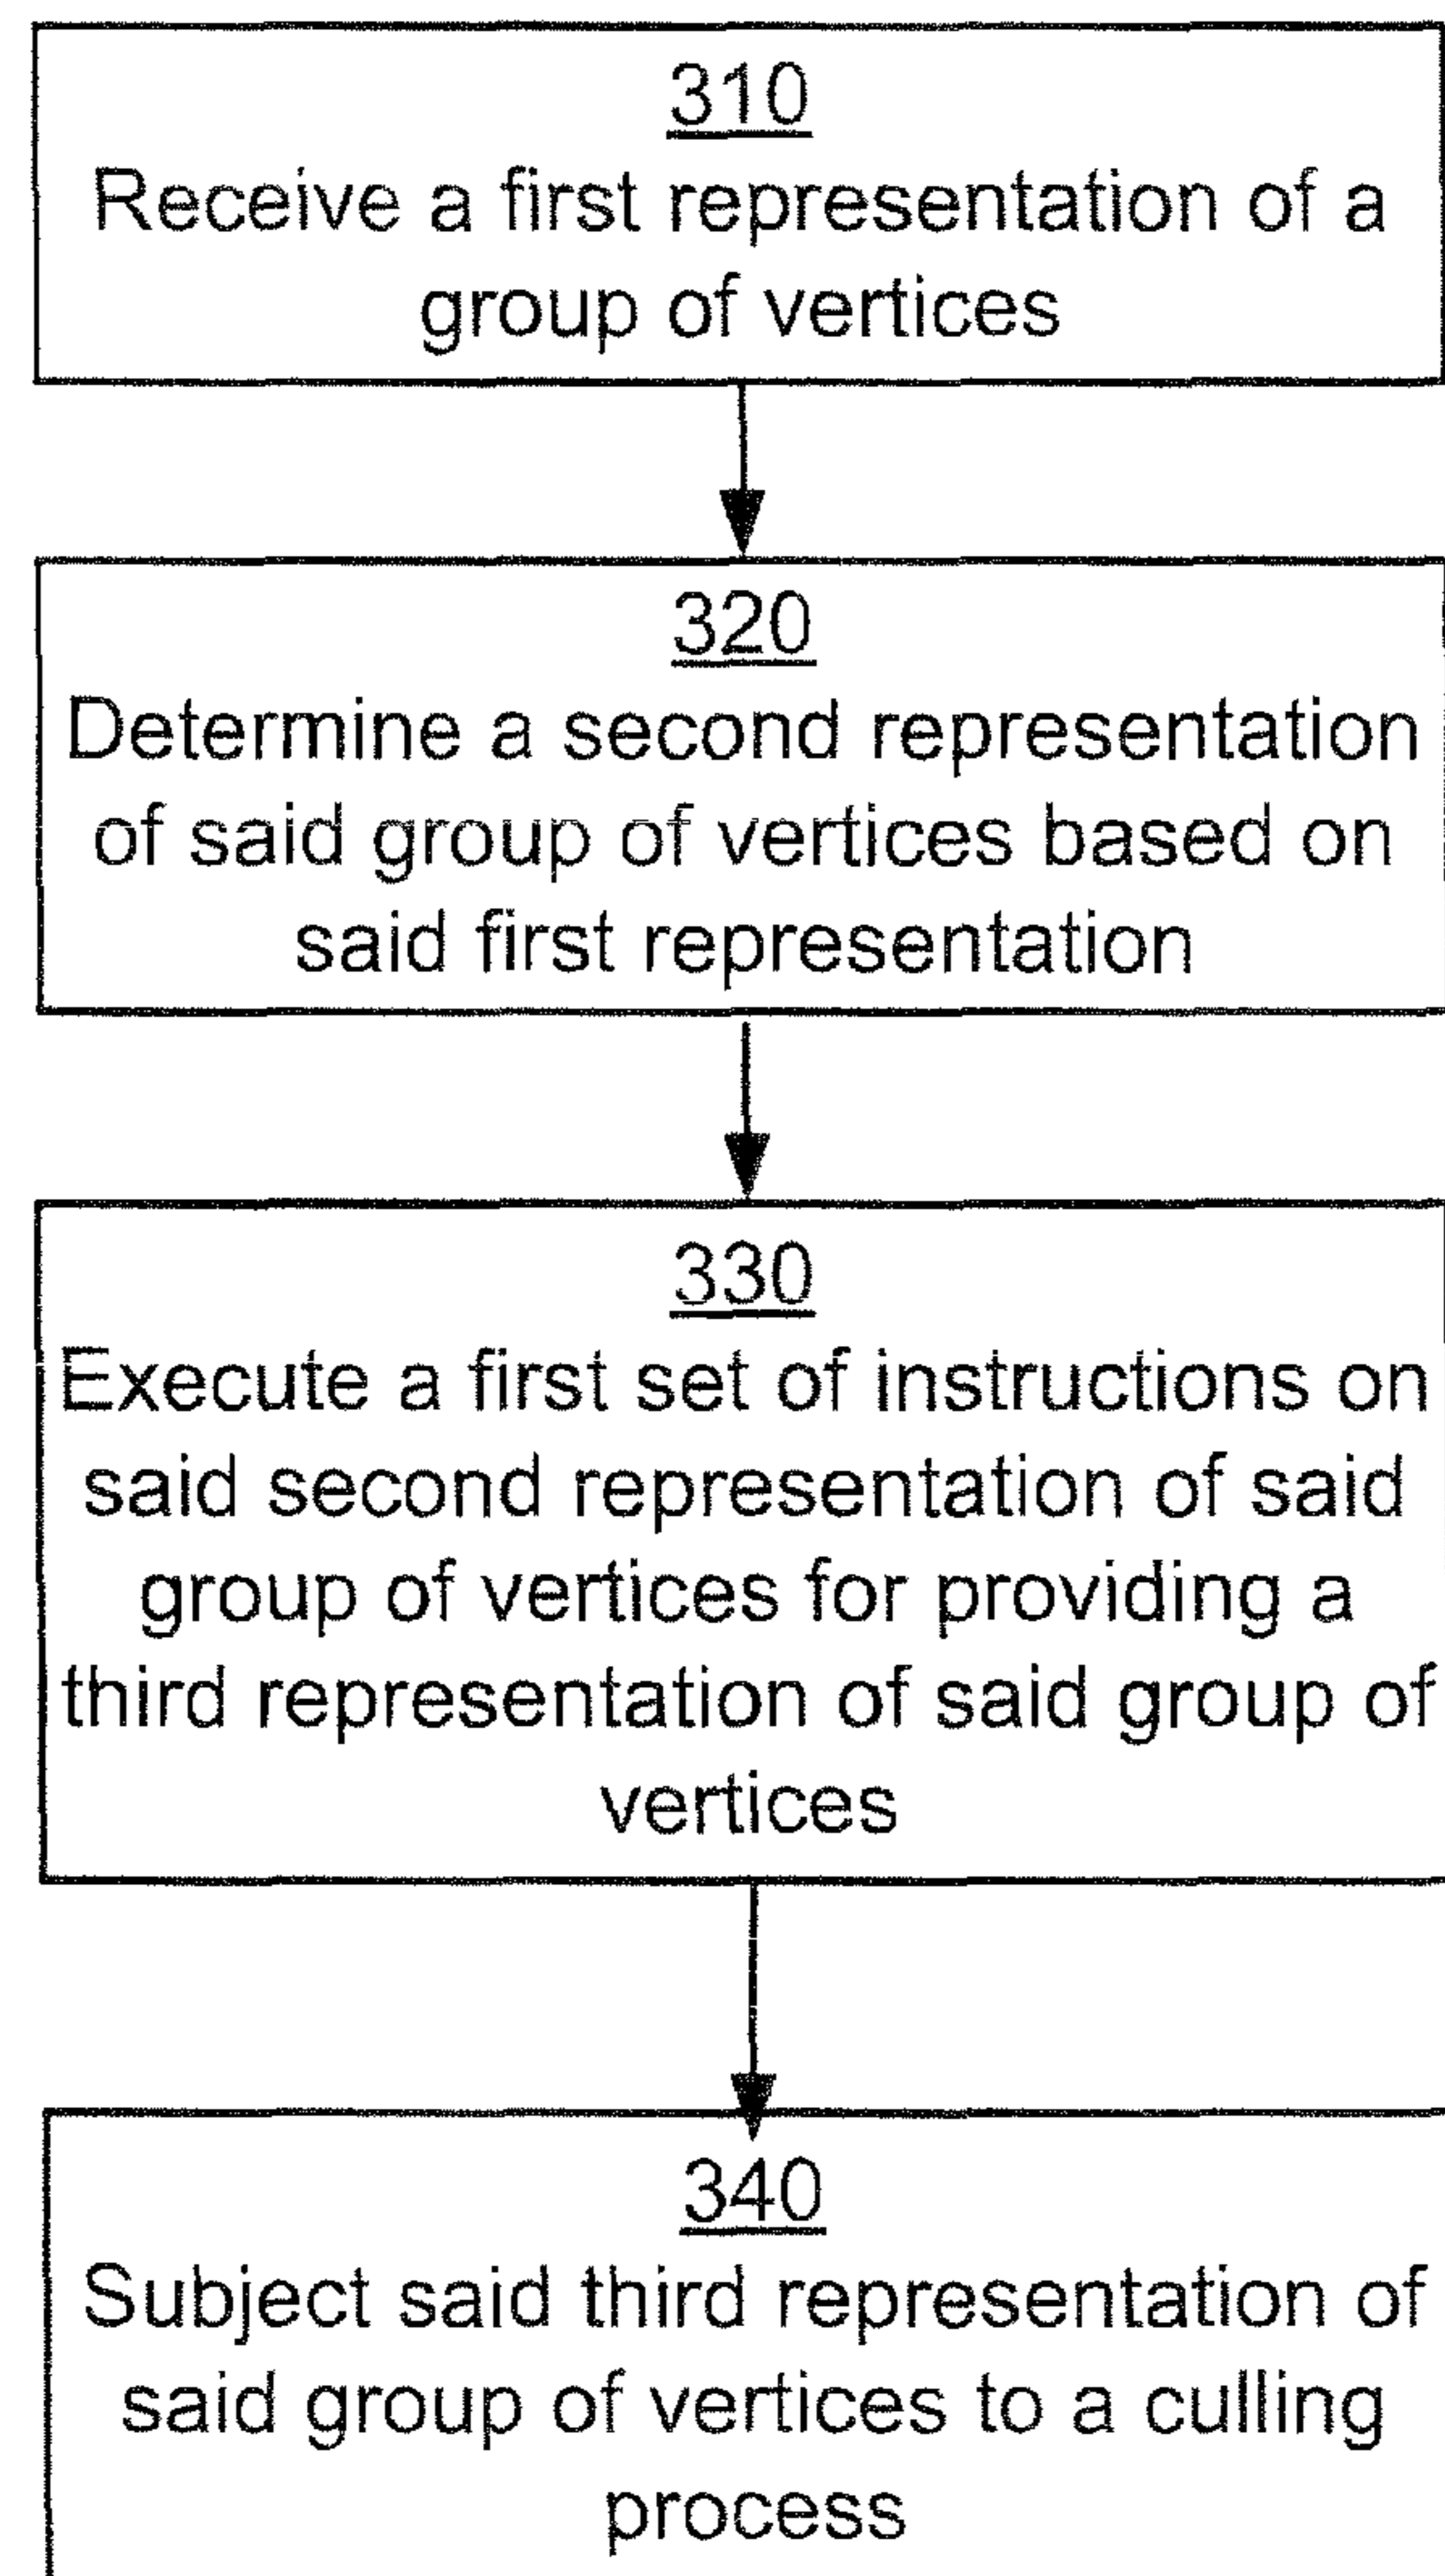 310
Receive a first representation of a
group of vertices
320
Determine a second representation
of said group of vertices based on
said first representation
330
Execute a first set of instructions on
said second representation of said
group of vertices for providing a
third representation of said group of
vertices
340
Subject said third representation of
said group of vertices to a culling
process